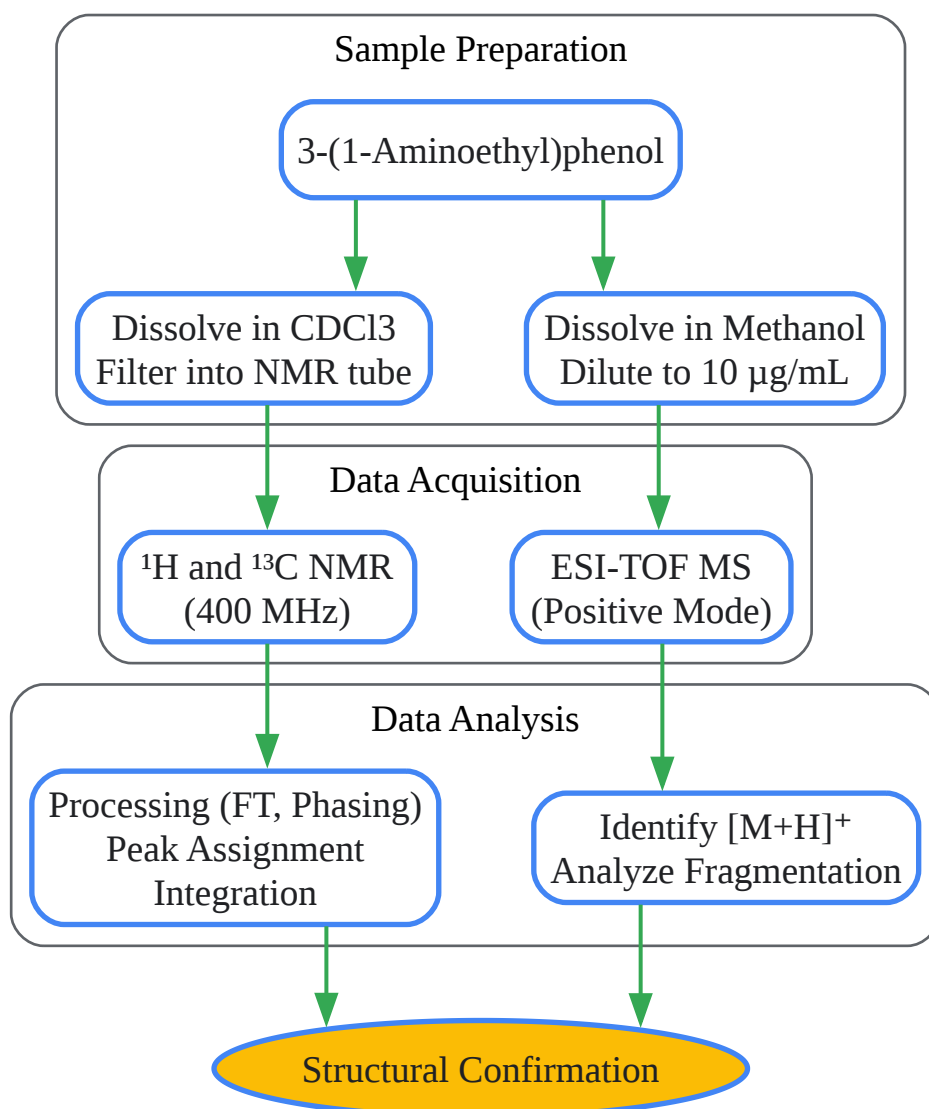 Sample Preparation
3-(1-Aminoethyl)phenol
Dissolve in CDCl3
Filter into NMR tube
Dissolve in Methanol
Dilute to 10 µg/mL
Data Acquisition
¹H and ¹³C NMR
(400 MHz)
ESI-TOF MS
(Positive Mode)
Data Analysis
Processing (FT, Phasing)
Peak Assignment
Integration
Identify [M+H]⁺
Analyze Fragmentation
Structural Confirmation